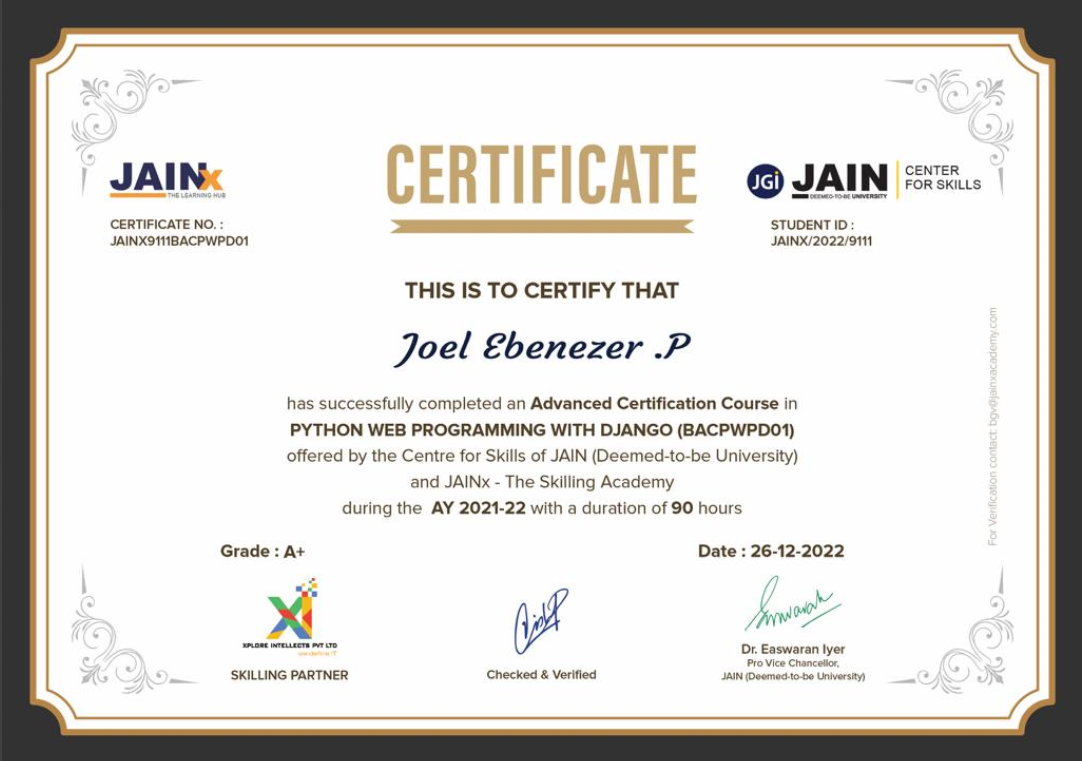 JAINx
THE LEARNING HUB
CERTIFICATE NO. :
JAINX9111BACPWPD01
CERTIFICATE
JGi JAIN
DEEMED-TO-BE UNIVERSITY
CENTER
FOR SKILLS
STUDENT ID :
JAINX/2022/9111
THIS IS TO CERTIFY THAT
Joel Ebenezer .P
has successfully completed an Advanced Certification Course in
PYTHON WEB PROGRAMMING WITH DJANGO (BACPWPD01)
offered by the Centre for Skills of JAIN (Deemed-to-be University)
and JAINx - The Skilling Academy
during the AY 2021-22 with a duration of 90 hours
For Verification contact: bgv@jainxacademy.com
Grade : A+
Date : 26-12-2022
XPLORE INTELLECTS PVT LTD
SKILLING PARTNER
Checked & Verified
Dr. Easwaran Iyer
Pro Vice Chancellor,
JAIN (Deemed-to-be University)